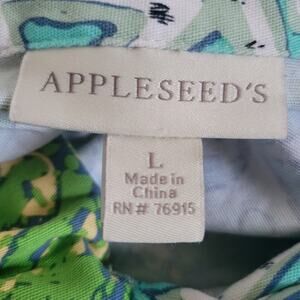 APPLESEED'S
L
Made in
China
RN# 76915